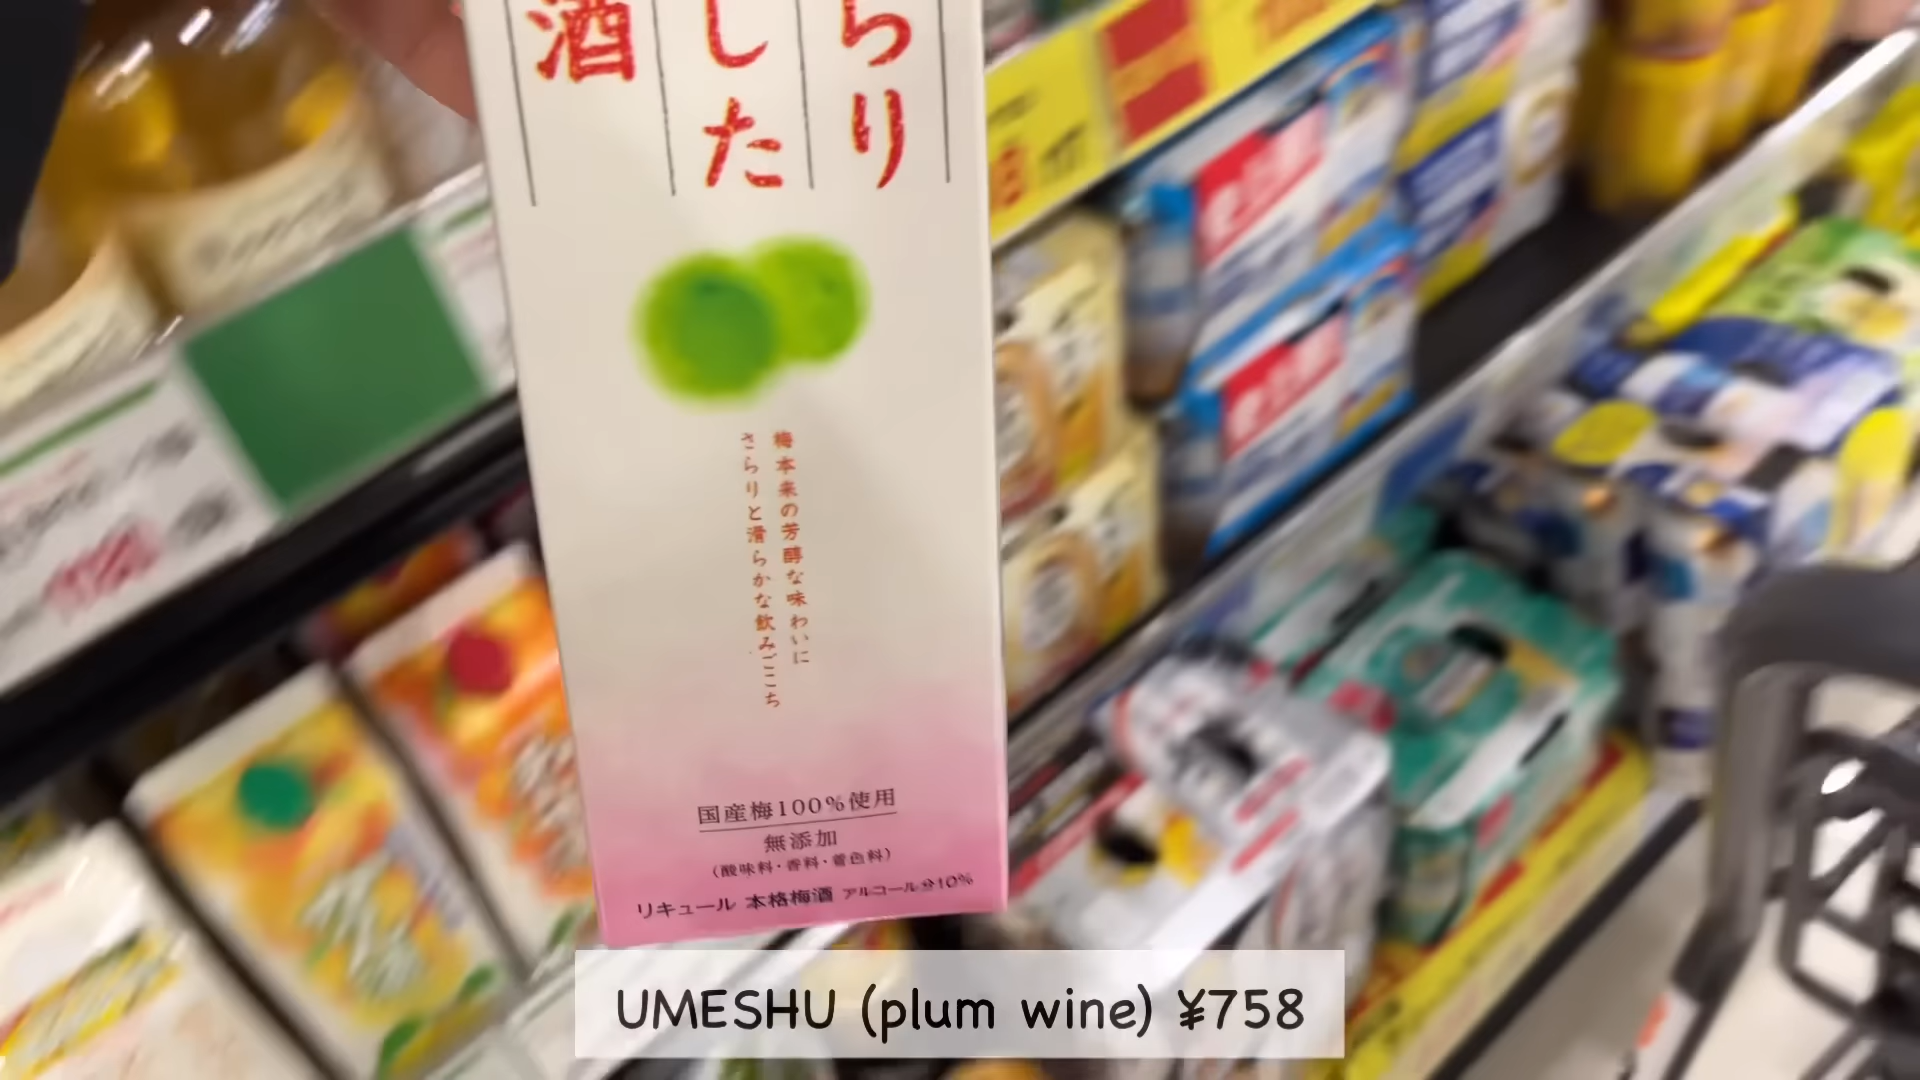 らり
した
酒
梅本来の芳醇な味わいに
さらりと滑らかな飲みごこち
国産梅100%使用
無添加
(酸味料・香料・着色料)
リキュール 本格梅酒 アルコール分10%
UMESHU (plum wine) ¥758